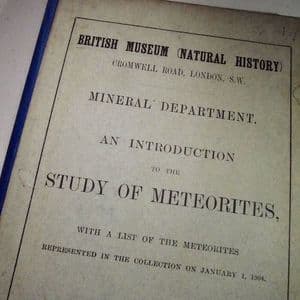 BRITISH MUSEUM (NATURAL HISTORY)
CROMWELL ROAD, LONDON, S.W.
MINERAL DEPARTMENT.
AN INTRODUCTION
TO THE
STUDY OF METEORITES,
WITH A LIST OF THE METEORITES
REPRESENTED IN THE COLLECTION ON JANUARY 1, 1904.